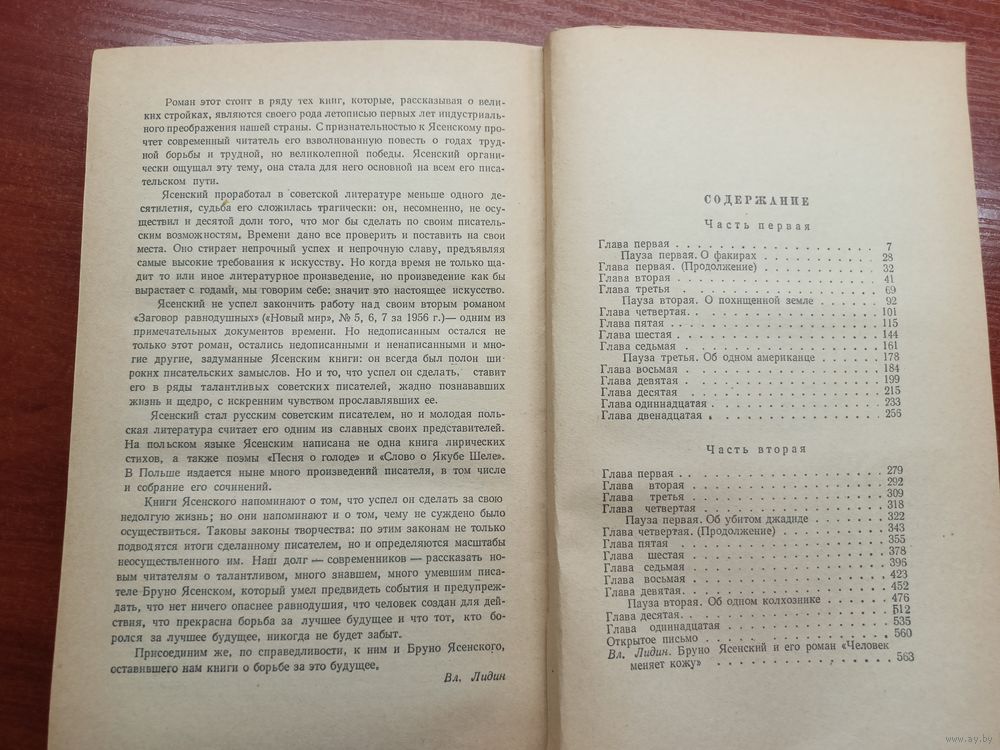 Роман этот стоит в ряду тех книг, которые, рассказывая о вели-
ких стройках, являются своего рода летописью первых лет индустриаль-
ного преображения нашей страны. С признательностью к Ясенскому про-
чтет современный читатель его взволнованную повесть о годах труд-
ной борьбы и трудной, но великолепной победы. Ясенский органи-
чески ощущал эту тему, она стала для него основной на всем его писа-
тельском пути.
Ясенский проработал в советской литературе меньше одного де-
сятилетия, судьба его сложилась трагически: он, несомненно, не осу-
ществил и десятой доли того, что мог бы сделать по своим писательским
возможностям. Времени дано все проверить и поставить на свои
места. Оно стирает непрочный успех и непрочную славу, предъявляя
самые высокие требования к искусству. Но когда время не только ща-
дит то или иное литературное произведение, но произведение как бы
вырастает с годами, мы говорим себе: значит это настоящее искусство.
Ясенский не успел закончить работу над своим вторым романом
«Заговор равнодушных» («Новый мир», № 5, 6, 7 за 1956 г.)— одним из
примечательных документов времени. Но недописанным остался не
только этот роман, остались недописанными и ненаписанными и мно-
гие другие, задуманные Ясенским книги: он всегда был полон ши-
роких писательских замыслов. Но и то, что успел он сделать, ставит
его в ряды талантливых советских писателей, жадно познававших
жизнь и щедро, с искренним чувством прославлявших ее.
Ясенский стал русским советским писателем, но и молодая поль-
ская литература считает его одним из славных своих представителей.
На польском языке Ясенским написана не одна книга лирических
стихов, а также поэмы «Песня о голоде» и «Слово о Якубе Шеле».
В Польше издается ныне много произведений писателя, в том числе
и собрание его сочинений.
Книги Ясенского напоминают о том, что успел он сделать за свою
недолгую жизнь; но они напоминают и о том, чему не суждено было
осуществиться. Таковы законы творчества: по этим законам не только
подводятся итоги сделанному писателем, но и определяются масштабы
неосуществленного им. Наш долг — современников — рассказать но-
вым читателям о талантливом, много знавшем, много умевшим писа-
теле Бруно Ясенском, который умел предвидеть события и предупреж-
дать, что нет ничего опаснее равнодушия, что человек создан для дей-
ствия, что прекрасна борьба за лучшее будущее и что тот, кто бо-
ролся за лучшее будущее, никогда не будет забыт.
Присоединим же, по справедливости, к ним и Бруно Ясенского,
оставившего нам книги о борьбе за это будущее.
Вл. Лидин
СОДЕРЖАНИЕ
Часть первая
Глава первая . . . 7
Пауза первая. О факирах . . . 28
Глава первая. (Продолжение) . . . 32
Глава вторая . . . 41
Глава третья . . . 69
Пауза вторая. О похищенной земле . . . 92
Глава четвертая . . . 101
Глава пятая . . . 115
Глава шестая . . . 144
Глава седьмая . . . 161
Пауза третья. Об одном американце . . . 178
Глава восьмая . . . 184
Глава девятая . . . 199
Глава десятая . . . 215
Глава одиннадцатая . . . 233
Глава двенадцатая . . . 256
Часть вторая
Глава первая . . . 279
Глава вторая . . . 292
Глава третья . . . 309
Глава четвертая . . . 318
Пауза первая. Об убитом джадиде . . . 322
Глава четвертая. (Продолжение) . . . 343
Глава пятая . . . 355
Глава шестая . . . 378
Глава седьмая . . . 396
Глава восьмая . . . 423
Глава девятая . . . 452
Пауза вторая. Об одном колхознике . . . 476
Глава десятая . . . 512
Глава одиннадцатая . . . 535
Открытое письмо . . . 560
Вл. Лидин. Бруно Ясенский и его роман «Человек
меняет кожу» . . . 563
www.ay.by